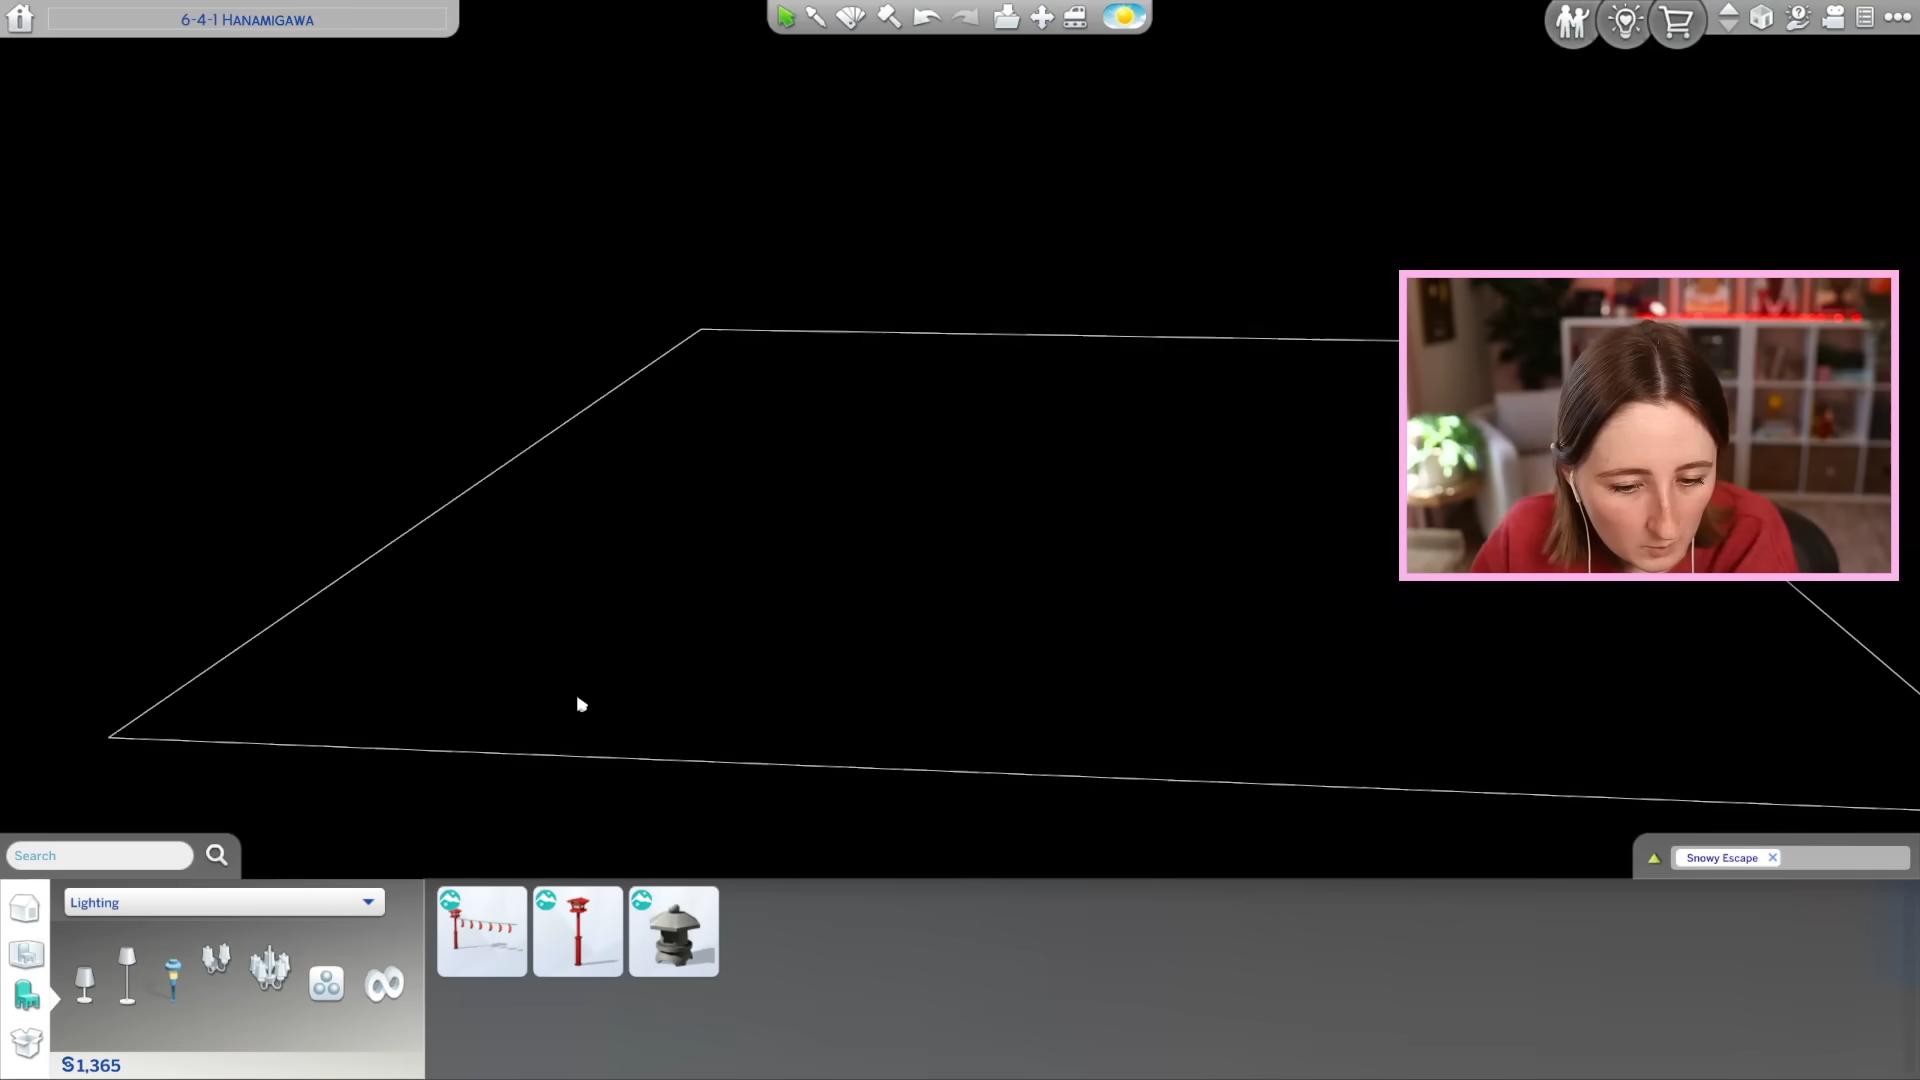 6-4-1 HANAMIGAWA
Search
Snowy Escape
Lighting
§1,365